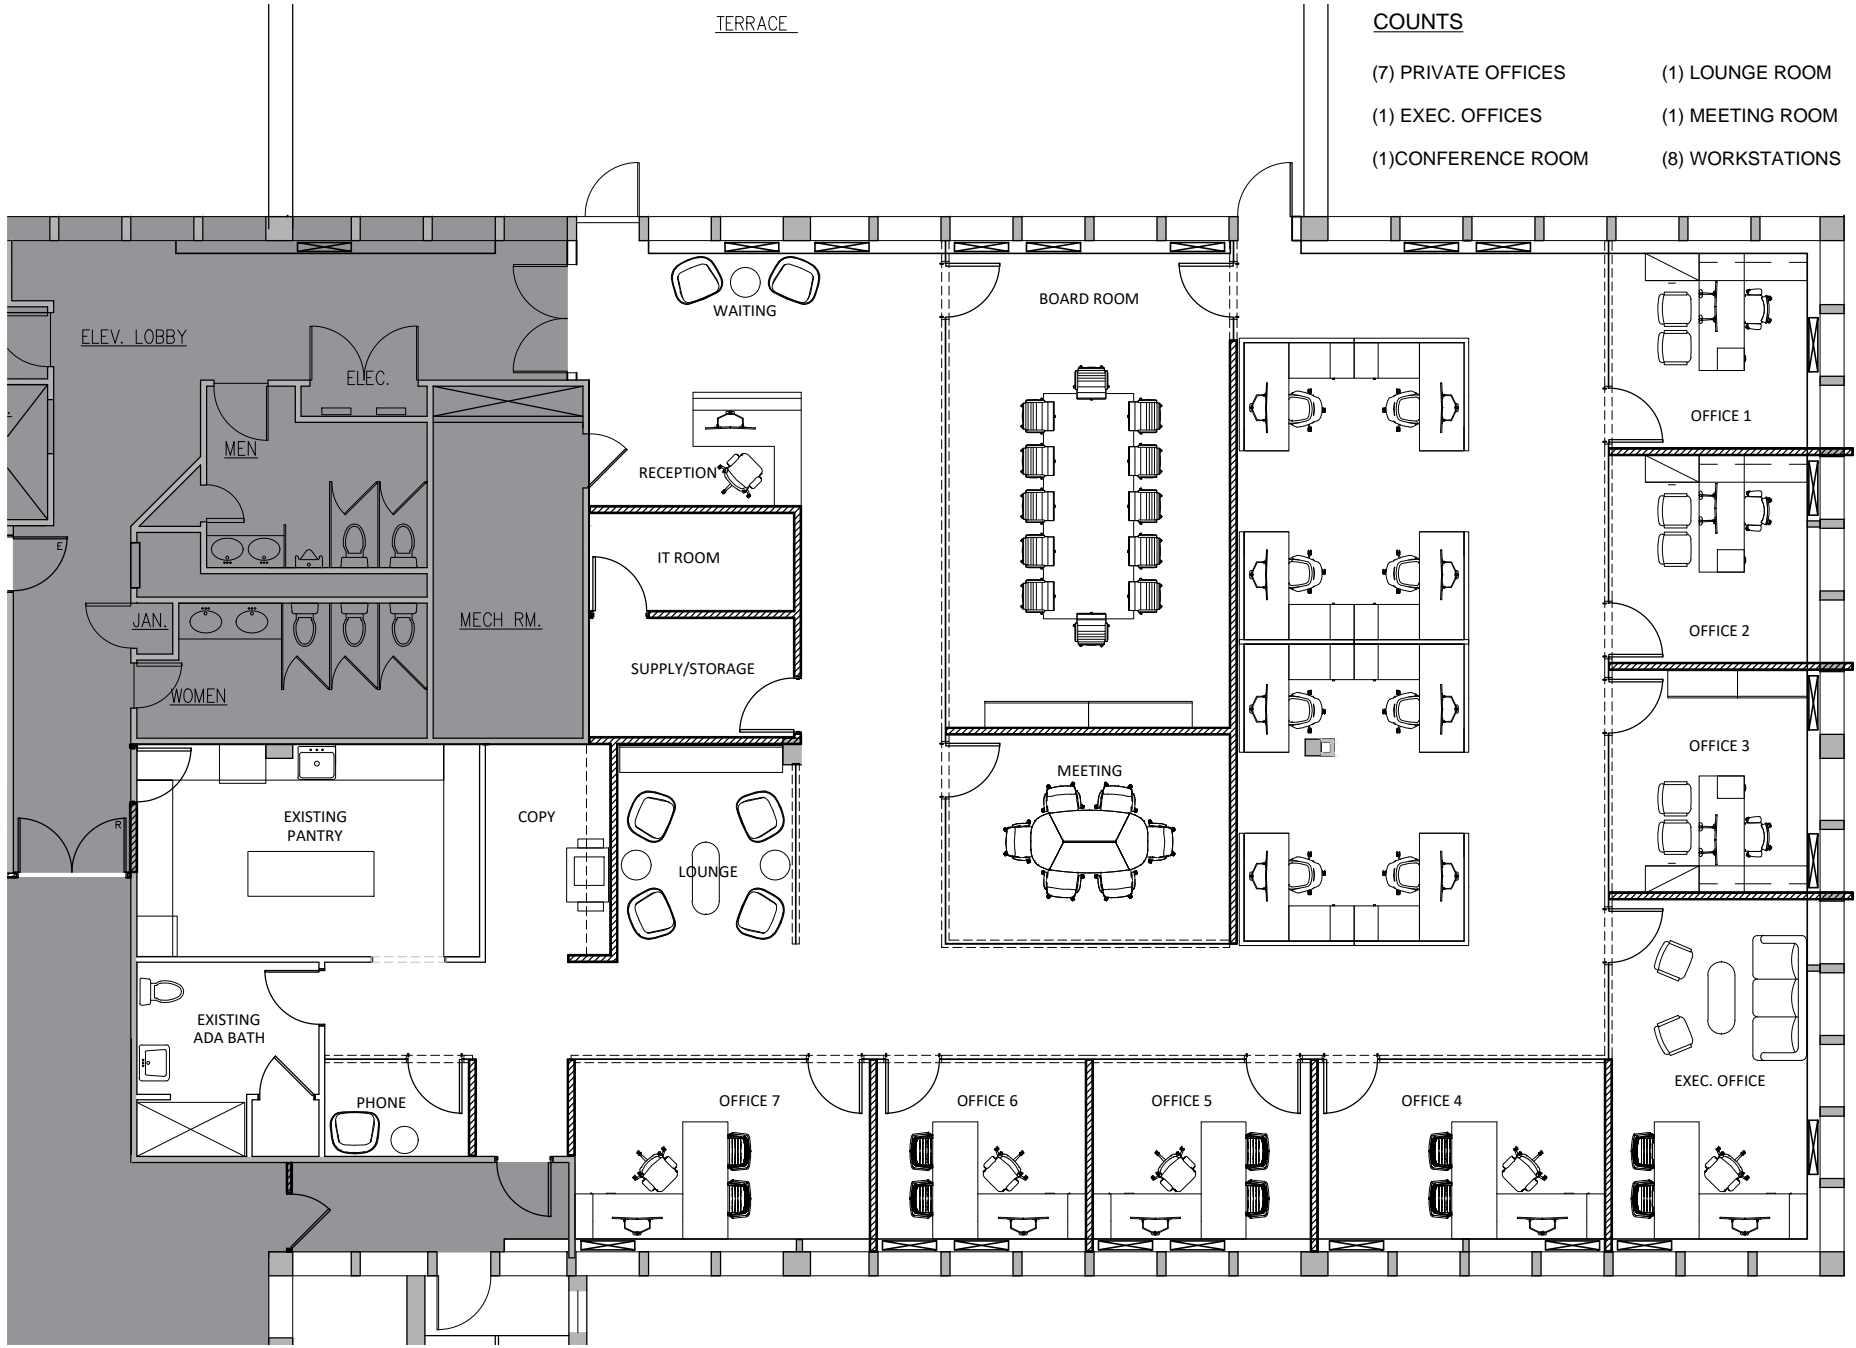 TERRACE
COUNTS
(7) PRIVATE OFFICES
(1) LOUNGE ROOM
(1) EXEC. OFFICES
(1) MEETING ROOM
(1)CONFERENCE ROOM
(8) WORKSTATIONS
WAITING
BOARD ROOM
ELEV. LOBBY
ELEC.
OFFICE 1
MEN
RECEPTION
E
IT ROOM
JAN.
MECH RM.
OFFICE 2
SUPPLY/STORAGE
WOMEN
OFFICE 3
MEETING
EXISTING
PANTRY
COPY
R
LOUNGE
EXISTING
ADA BATH
EXEC. OFFICE
PHONE
OFFICE 7
OFFICE 6
OFFICE 5
OFFICE 4